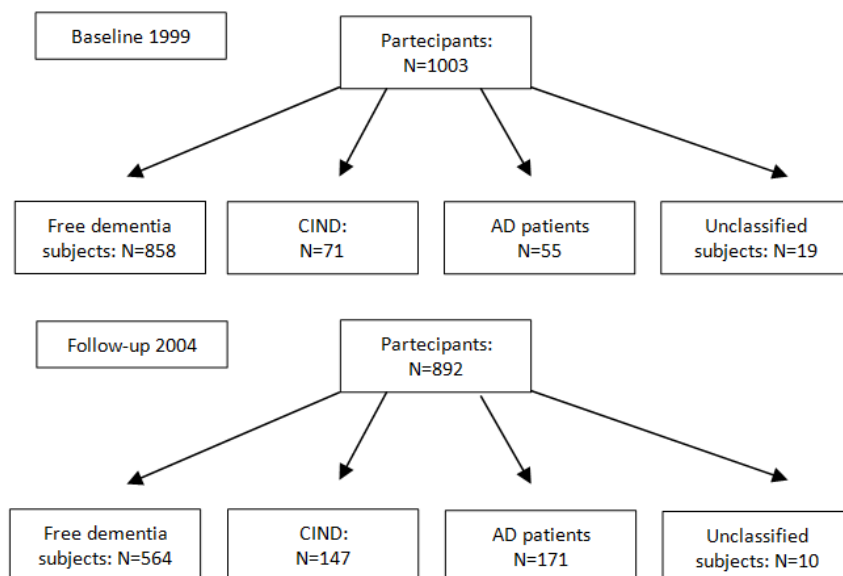 Baseline 1999
Partecipants:
N=1003
Free dementia
subjects: N=858
CIND:
N=71
AD patients
N=55
Unclassified
subjects: N=19
Follow-up 2004
Partecipants:
N=892
Free dementia
subjects: N=564
CIND:
N=147
AD patients
N=171
Unclassified
subjects: N=10